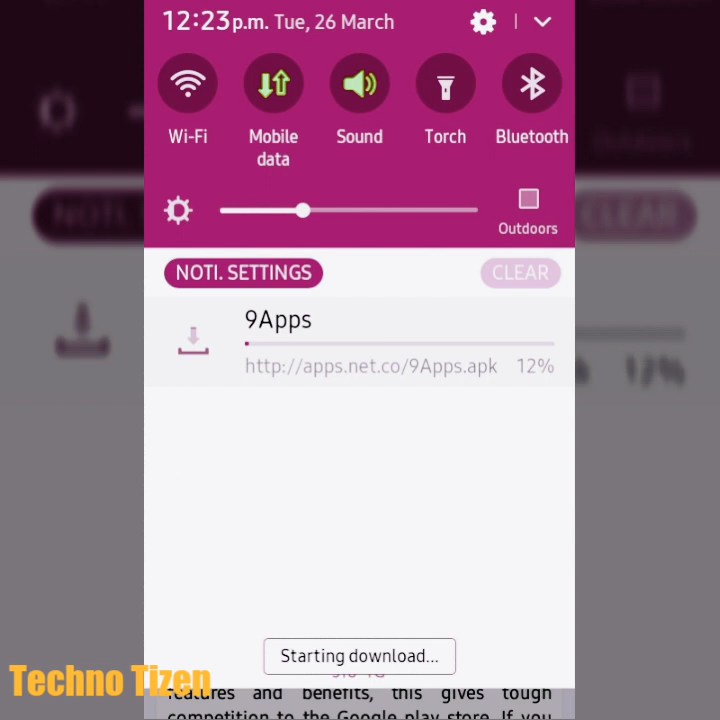 12:23p.m. Tue, 26 March
Wi-Fi
Mobile
data
Sound
Torch
Bluetooth
Outdoors
NOTI. SETTINGS
CLEAR
9Apps
http://apps.net.co/9Apps.apk 12%
Starting download...
Techno Tizen
features and benefits, this gives tough
competition to the Google play store. If you